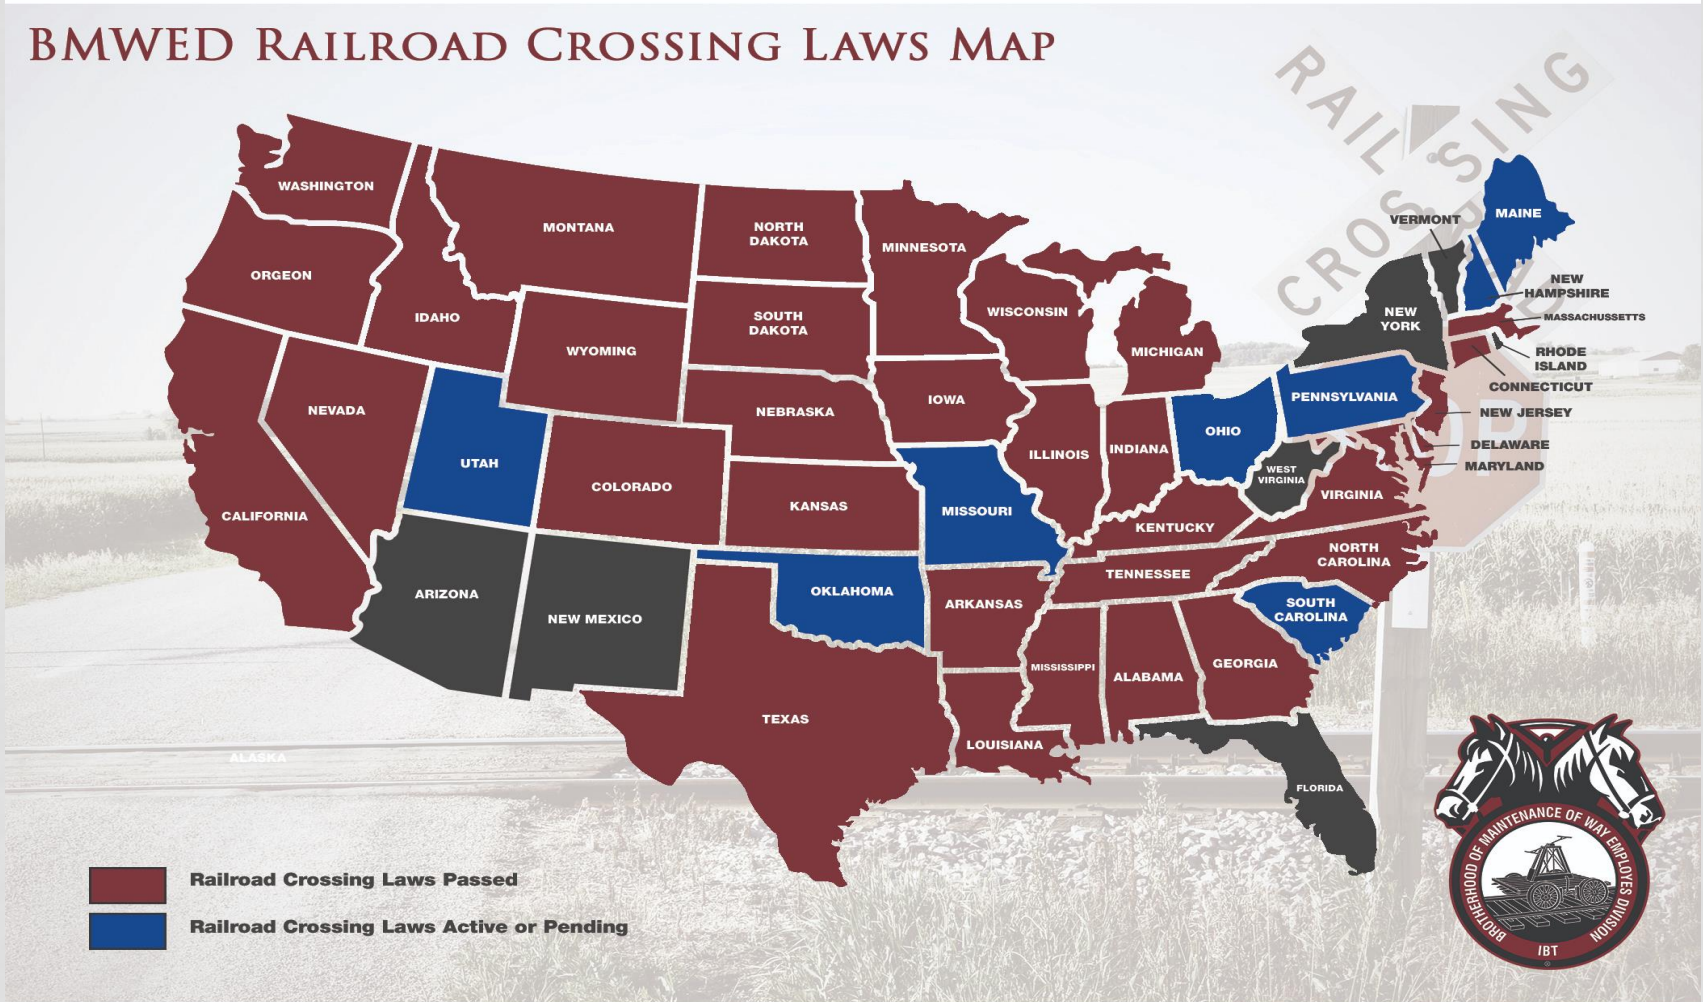 BMWED RAILROAD CROSSING LAWS MAP
RAIL
CROSSING
WASHINGTON
MONTANA
NORTH
DAKOTA
MINNESOTA
VERMONT
MAINE
ORGEON
IDAHO
WYOMING
SOUTH
DAKOTA
WISCONSIN
MICHIGAN
NEW
YORK
NEW
HAMPSHIRE
MASSACHUSSETTS
RHODE
ISLAND
CONNECTICUT
NEW JERSEY
DELAWARE
MARYLAND
NEVADA
UTAH
COLORADO
NEBRASKA
IOWA
ILLINOIS
INDIANA
OHIO
PENNSYLVANIA
WEST
VIRGINIA
VIRGINIA
CALIFORNIA
KANSAS
MISSOURI
KENTUCKY
NORTH
CAROLINA
ARIZONA
NEW MEXICO
OKLAHOMA
ARKANSAS
TENNESSEE
SOUTH
CAROLINA
TEXAS
LOUISIANA
MISSISSIPPI
ALABAMA
GEORGIA
FLORIDA
ALASKA
Railroad Crossing Laws Passed
Railroad Crossing Laws Active or Pending
BROTHERHOOD OF MAINTENANCE OF WAY EMPLOYES DIVISION
IBT